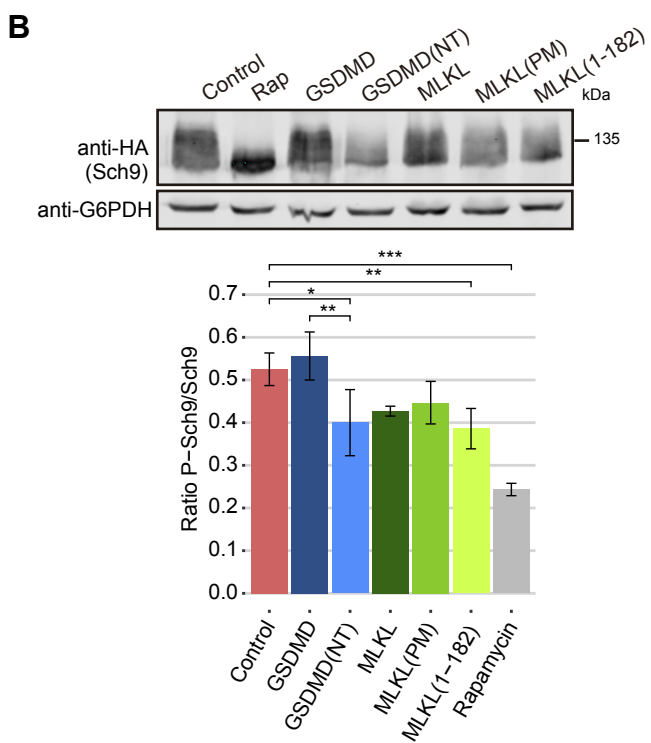 B
Control Rap GSDMD GSDMD(NT) MLKL MLKL(PM) MLKL(1-182)
kDa
anti-HA
(Sch9)
135
anti-G6PDH
***
**
*
**
Ratio P−Sch9/Sch9
0.7
0.6
0.5
0.4
0.3
0.2
0.1
0.0
Control GSDMD GSDMD(NT) MLKL MLKL(PM) MLKL(1−182) Rapamycin